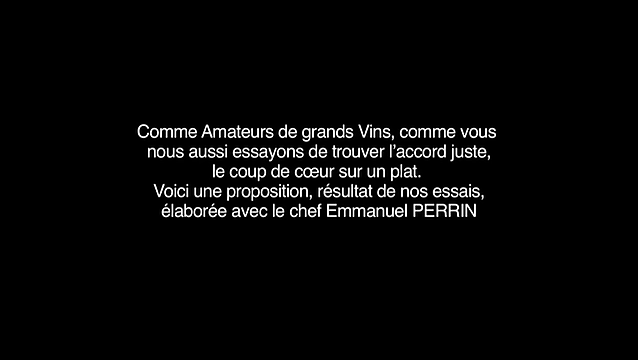 Comme Amateurs de grands Vins, comme vous
nous aussi essayons de trouver l'accord juste,
le coup de cœur sur un plat.
Voici une proposition, résultat de nos essais,
élaborée avec le chef Emmanuel PERRIN